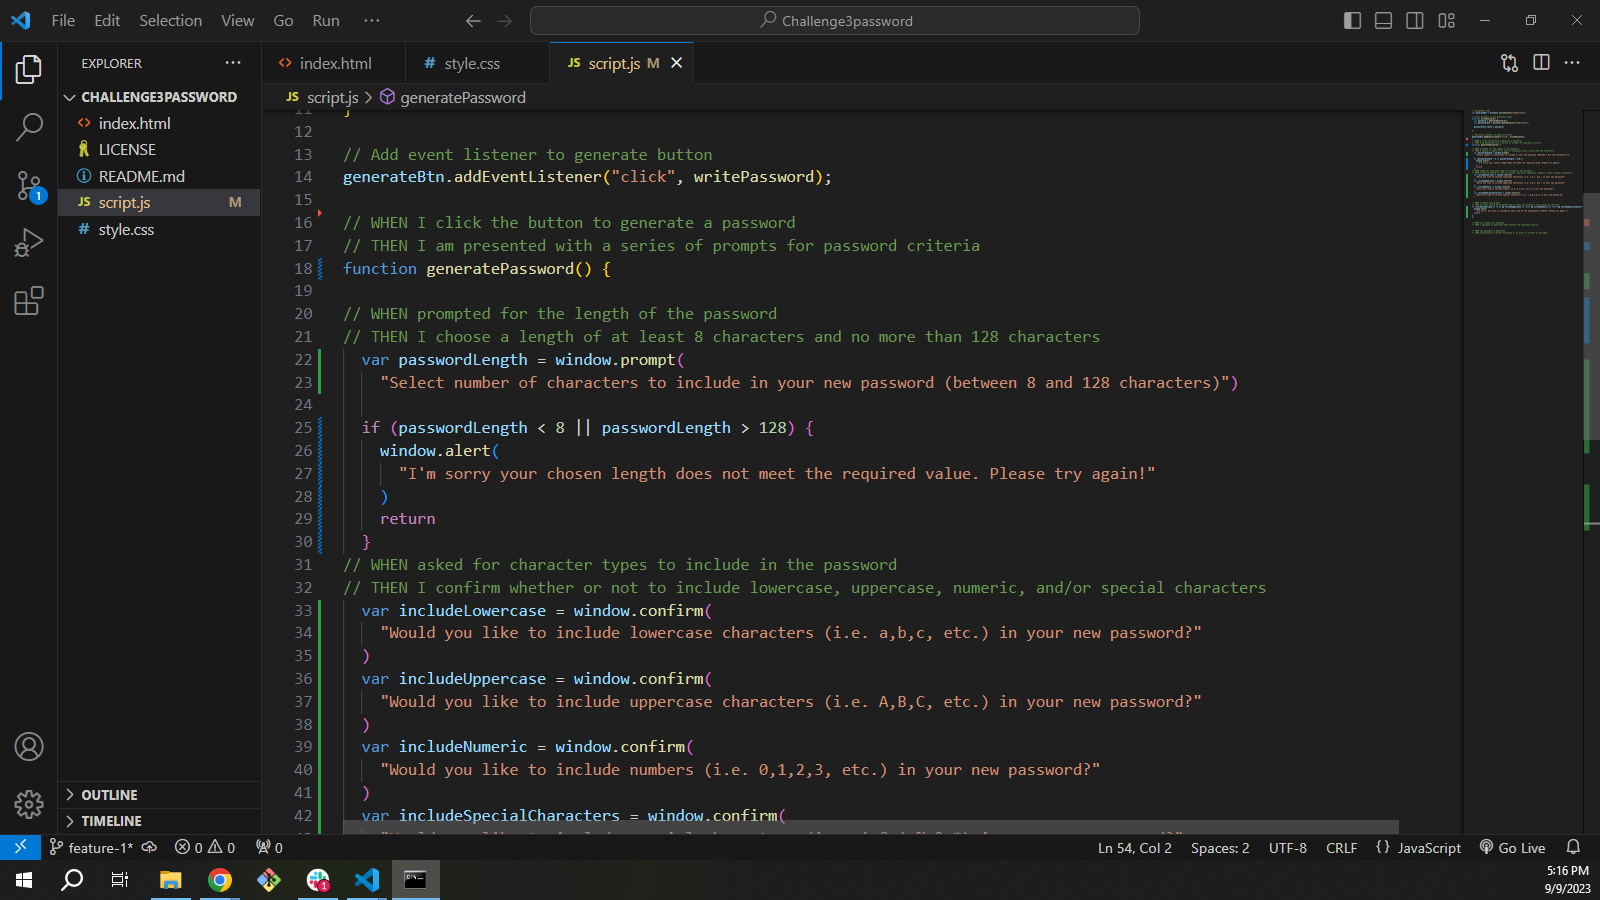 File Edit Selection View Go Run ···
Challenge3password
EXPLORER ···
index.html
style.css
script.js M
CHALLENGE3PASSWORD
index.html
LICENSE
README.md
script.js M
style.css
script.js > generatePassword
12
13 // Add event listener to generate button
14 generateBtn.addEventListener("click", writePassword);
15
16 // WHEN I click the button to generate a password
17 // THEN I am presented with a series of prompts for password criteria
18 function generatePassword() {
19
20 // WHEN prompted for the length of the password
21 // THEN I choose a length of at least 8 characters and no more than 128 characters
22 var passwordLength = window.prompt(
23 "Select number of characters to include in your new password (between 8 and 128 characters)")
24
25 if (passwordLength < 8 || passwordLength > 128) {
26 window.alert(
27 "I'm sorry your chosen length does not meet the required value. Please try again!"
28 )
29 return
30 }
31 // WHEN asked for character types to include in the password
32 // THEN I confirm whether or not to include lowercase, uppercase, numeric, and/or special characters
33 var includeLowercase = window.confirm(
34 "Would you like to include lowercase characters (i.e. a,b,c, etc.) in your new password?"
35 )
36 var includeUppercase = window.confirm(
37 "Would you like to include uppercase characters (i.e. A,B,C, etc.) in your new password?"
38 )
39 var includeNumeric = window.confirm(
40 "Would you like to include numbers (i.e. 0,1,2,3, etc.) in your new password?"
41 )
42 var includeSpecialCharacters = window.confirm(
1
OUTLINE
TIMELINE
feature-1* 0 0 0
Ln 54, Col 2 Spaces: 2 UTF-8 CRLF {} JavaScript Go Live
1
5:16 PM
9/9/2023